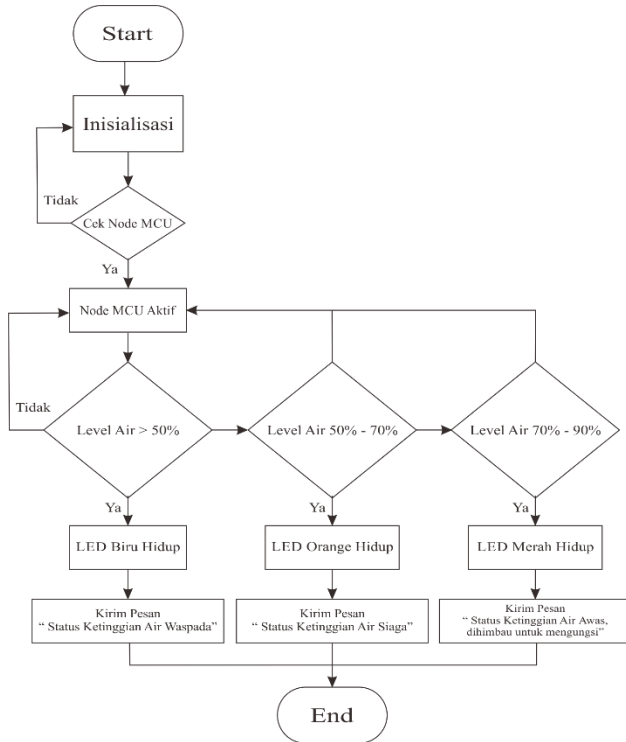 Start
Inisialisasi
Tidak
Cek Node MCU
Ya
Node MCU Aktif
Tidak
Level Air > 50%
Level Air 50% - 70%
Level Air 70% - 90%
Ya
Ya
Ya
LED Biru Hidup
LED Orange Hidup
LED Merah Hidup
Kirim Pesan
“ Status Ketinggian Air Waspada”
Kirim Pesan
“ Status Ketinggian Air Siaga”
Kirim Pesan
“ Status Ketinggian Air Awas,
dihimbau untuk mengungsi”
End